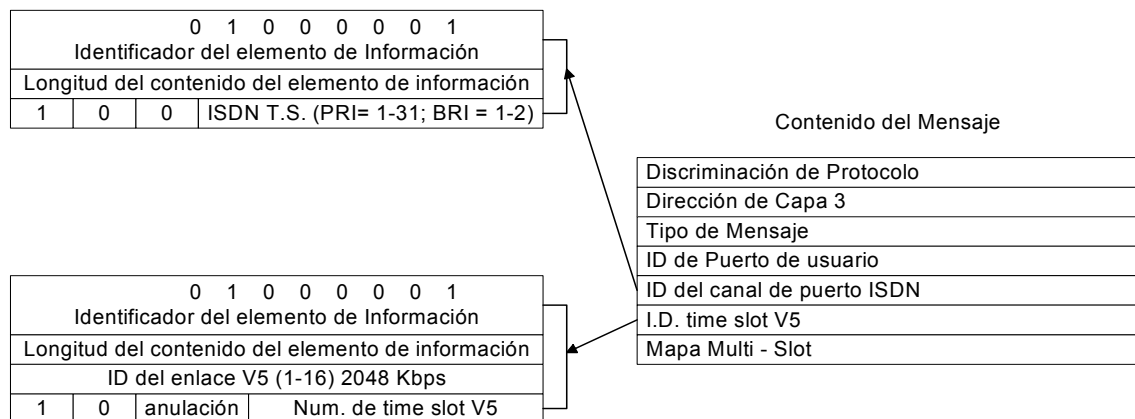 0 1 0 0 0 0 0 1
Identificador del elemento de Información
Longitud del contenido del elemento de información
1 0 0 ISDN T.S. (PRI= 1-31; BRI = 1-2)
Contenido del Mensaje
Discriminación de Protocolo
Dirección de Capa 3
Tipo de Mensaje
ID de Puerto de usuario
ID del canal de puerto ISDN
I.D. time slot V5
Mapa Multi - Slot
0 1 0 0 0 0 0 1
Identificador del elemento de Información
Longitud del contenido del elemento de información
ID del enlace V5 (1-16) 2048 Kbps
1 0 anulación Num. de time slot V5